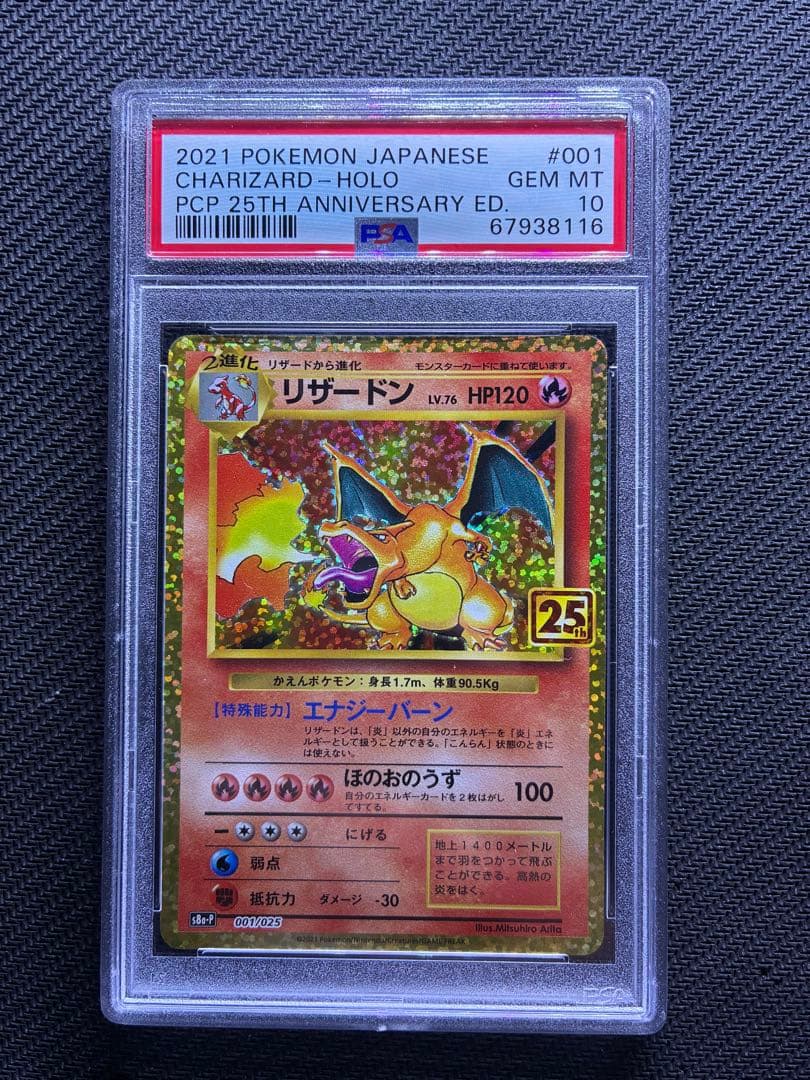 2021 POKEMON JAPANESE #001
CHARIZARD-HOLO GEM MT
PCP 25TH ANNIVERSARY ED. 10
PSA 67938116
2進化 リザードから進化 モンスターカードに重ねて使います。
リザードン LV.76 HP120
25th
かえんポケモン：身長1.7m、体重90.5Kg
【特殊能力】エナジーバーン
リザードンは、「炎」以外の自分のエネルギーを「炎」エネ
ルギーとして扱うことができる。「こんらん」状態のときに
は使えない。
ほのおのうず 100
自分のエネルギーカードを2枚はがし
てすてる。
にげる
弱点
抵抗力 ダメージ -30
地上1400メートル
まで羽をつかって飛ぶ
ことができる。高熱の
炎をはく。
s8a-P 001/025
Illus.Mitsuhiro Arita
©2021 Pokémon/Nintendo/Creatures/GAME FREAK
PSA